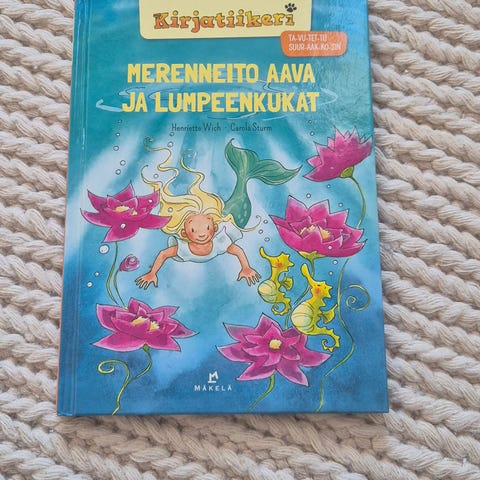 Kirjatiikeri
TA-VU-TET-TU
SUUR-AAK-KO-SIN
MERENNEITO AAVA
JA LUMPEENKUKAT
Henriette Wich · Carola Sturm
MÄKELÄ